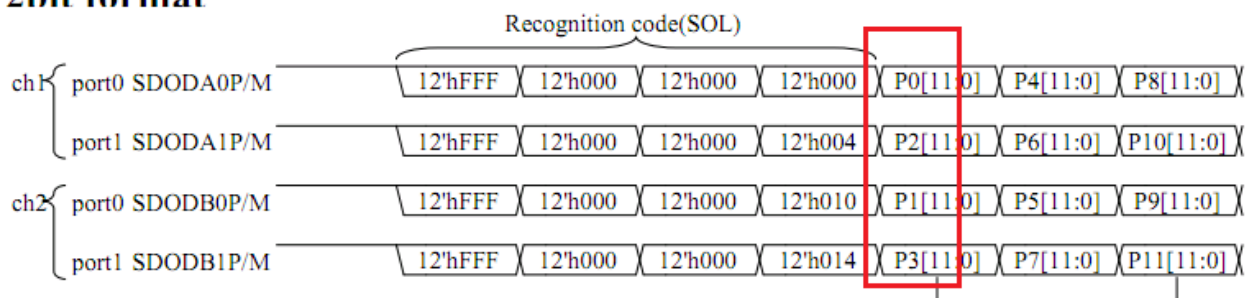 2bit format
Recognition code(SOL)
ch1 port0 SDODA0P/M 12'hFFF 12'h000 12'h000 12'h000 P0[11:0] P4[11:0] P8[11:0]
port1 SDODA1P/M 12'hFFF 12'h000 12'h000 12'h004 P2[11:0] P6[11:0] P10[11:0]
ch2 port0 SDODB0P/M 12'hFFF 12'h000 12'h000 12'h010 P1[11:0] P5[11:0] P9[11:0]
port1 SDODB1P/M 12'hFFF 12'h000 12'h000 12'h014 P3[11:0] P7[11:0] P11[11:0]